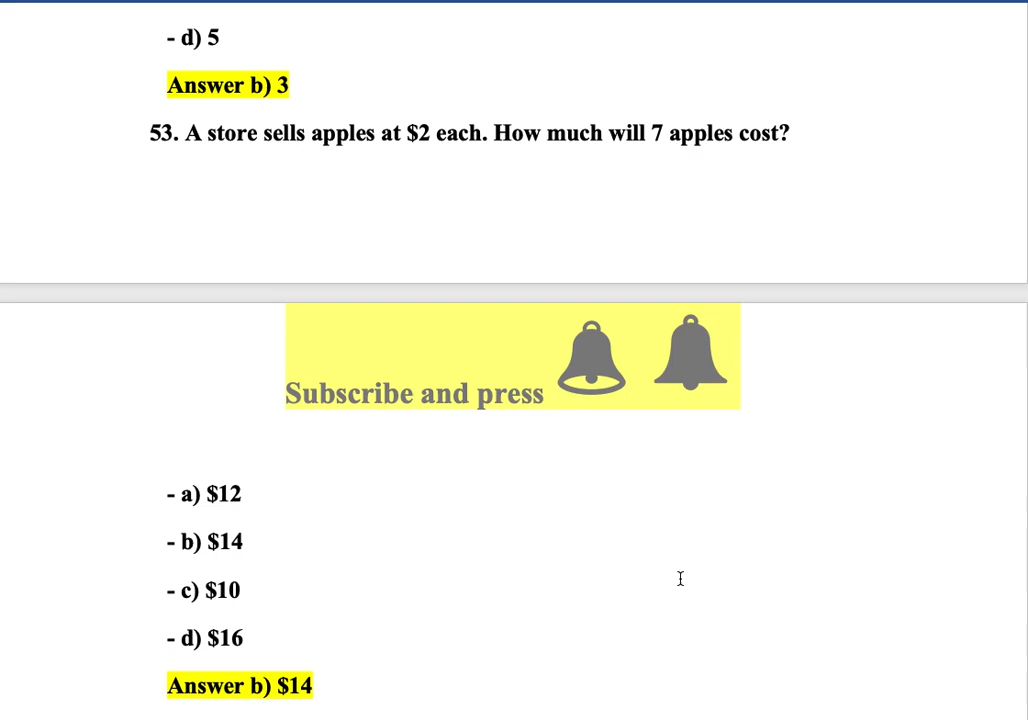 - d) 5
Answer b) 3
53. A store sells apples at $2 each. How much will 7 apples cost?
Subscribe and press
- a) $12
- b) $14
- c) $10
- d) $16
Answer b) $14